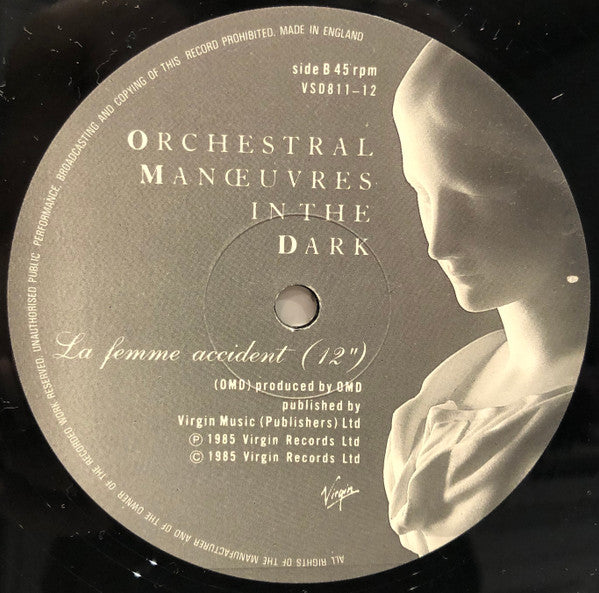 side B 45 rpm
VSD811-12
ORCHESTRAL
MANŒUVRES
IN THE
DARK
La femme accident (12")
(OMD) produced by OMD
published by
Virgin Music (Publishers) Ltd
℗ 1985 Virgin Records Ltd
© 1985 Virgin Records Ltd
Virgin
ALL RIGHTS OF THE MANUFACTURER AND OF THE OWNER OF THE RECORDED WORK RESERVED. UNAUTHORISED PUBLIC PERFORMANCE, BROADCASTING AND COPYING OF THIS RECORD PROHIBITED. MADE IN ENGLAND